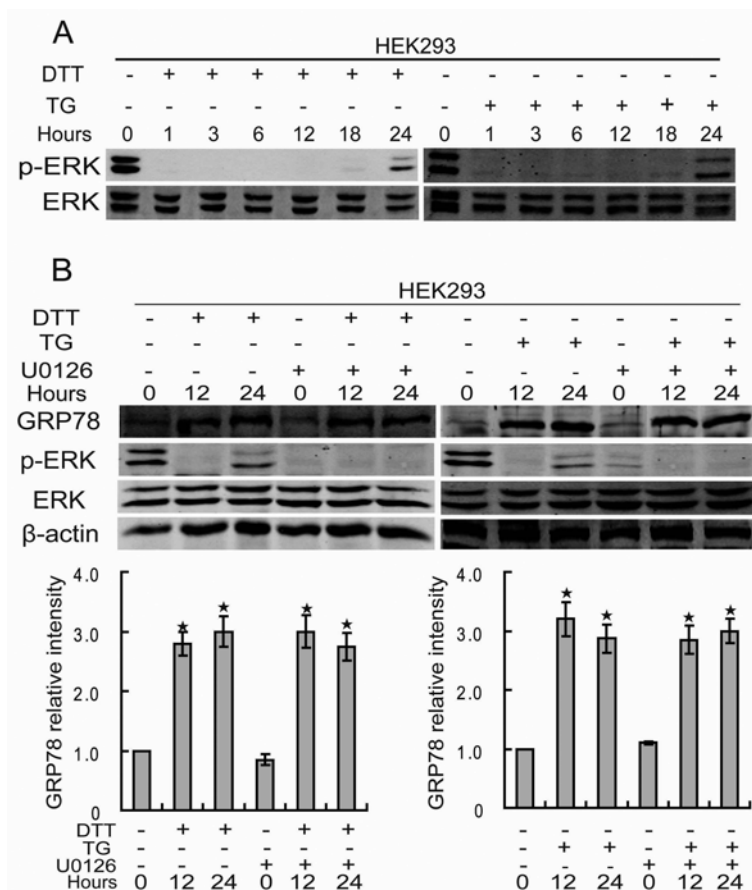 A
HEK293
DTT - + + + + + + - - - - - - -
TG - - - - - - - - + + + + + +
Hours 0 1 3 6 12 18 24 0 1 3 6 12 18 24
p-ERK
ERK
B
HEK293
DTT - + + - + + - - - - - -
TG - - - - - - - + + - + +
U0126 - - - + + + - - - + + +
Hours 0 12 24 0 12 24 0 12 24 0 12 24
GRP78
p-ERK
ERK
β-actin
GRP78 relative intensity
4.0
3.0
2.0
1.0
0
★ ★ ★ ★
DTT - + + - + +
TG - - - - - -
U0126 - - - + + +
Hours 0 12 24 0 12 24
GRP78 relative intensity
4.0
3.0
2.0
1.0
0
★ ★ ★ ★
- - - - - -
- + + - + +
- - - + + +
0 12 24 0 12 24